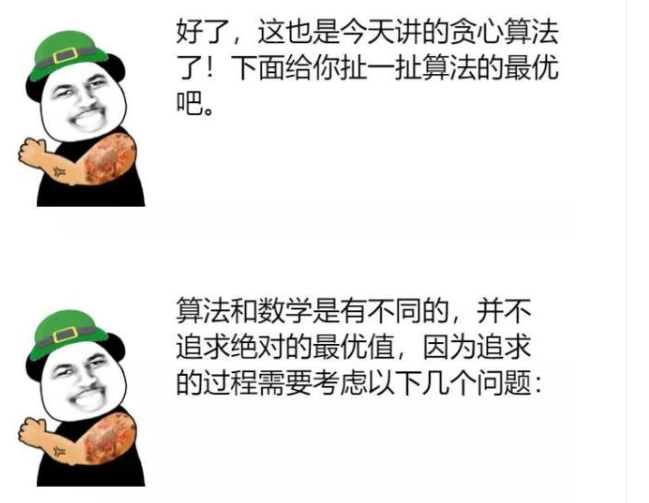 好了，这也是今天讲的贪心算法
了！下面给你扯一扯算法的最优
吧。
算法和数学是有不同的，并不
追求绝对的最优值，因为追求
的过程需要考虑以下几个问题：